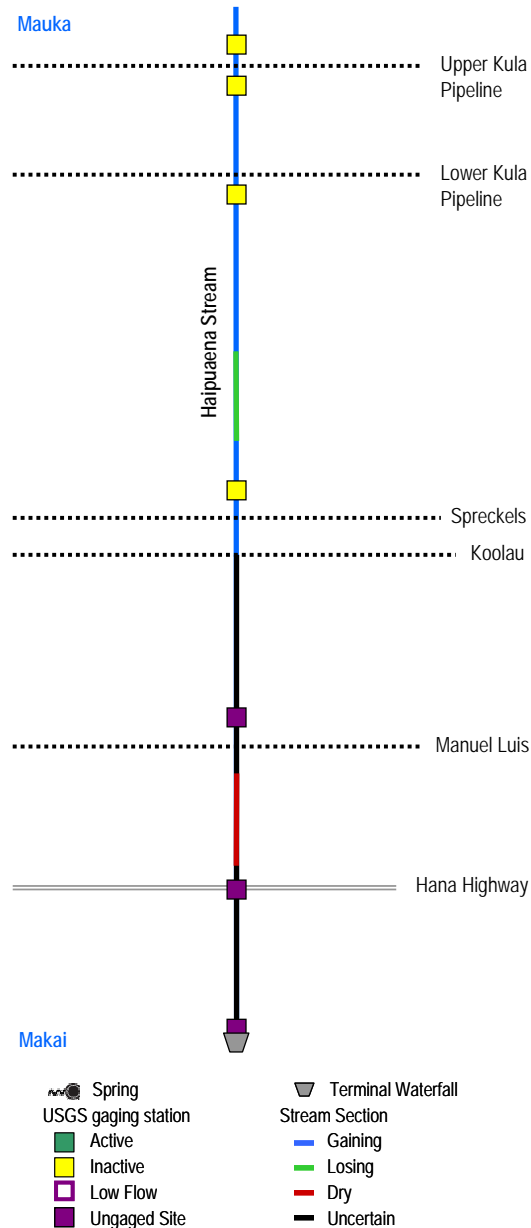 Mauka
Upper Kula
Pipeline
Lower Kula
Pipeline
Haipuaena Stream
Spreckels
Koolau
Manuel Luis
Hana Highway
Makai
Spring
Terminal Waterfall
USGS gaging station
Stream Section
Active
Gaining
Inactive
Losing
Low Flow
Dry
Ungaged Site
Uncertain